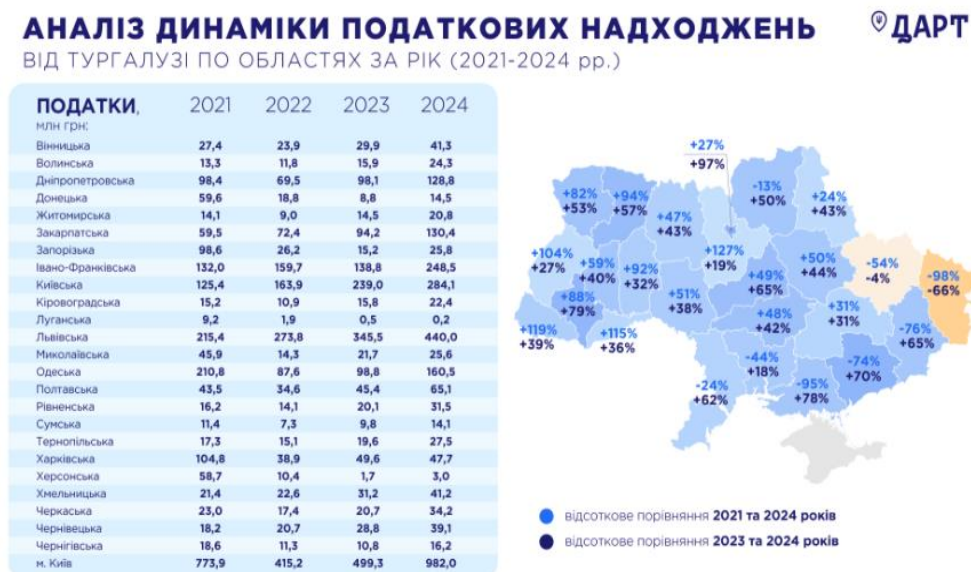 АНАЛІЗ ДИНАМІКИ ПОДАТКОВИХ НАДХОДЖЕНЬ
ДАРТ
ВІД ТУРГАЛУЗІ ПО ОБЛАСТЯХ ЗА РІК (2021-2024 рр.)
ПОДАТКИ, 2021 2022 2023 2024
млн грн:
Вінницька 27,4 23,9 29,9 41,3
Волинська 13,3 11,8 15,9 24,3
Дніпропетровська 98,4 69,5 98,1 128,8
Донецька 59,6 18,8 8,8 14,5
Житомирська 14,1 9,0 14,5 20,8
Закарпатська 59,5 72,4 94,2 130,4
Запорізька 98,6 26,2 15,2 25,8
Івано-Франківська 132,0 159,7 138,8 248,5
Київська 125,4 163,9 239,0 284,1
Кіровоградська 15,2 10,9 15,8 22,4
Луганська 9,2 1,9 0,5 0,2
Львівська 215,4 273,8 345,5 440,0
Миколаївська 45,9 14,3 21,7 25,6
Одеська 210,8 87,6 98,8 160,5
Полтавська 43,5 34,6 45,4 65,1
Рівненська 16,2 14,1 20,1 31,5
Сумська 11,4 7,3 9,8 14,1
Тернопільська 17,3 15,1 19,6 27,5
Харківська 104,8 38,9 49,6 47,7
Херсонська 58,7 10,4 1,7 3,0
Хмельницька 21,4 22,6 31,2 41,2
Черкаська 23,0 17,4 20,7 34,2
Чернівецька 18,2 20,7 28,8 39,1
Чернігівська 18,6 11,3 10,8 16,2
м. Київ 773,9 415,2 499,3 982,0
+27%
+97%
+82%
+53%
+94%
+57%
+47%
+43%
-13%
+50%
+24%
+43%
+104%
+27%
+59%
+40%
+92%
+32%
+127%
+19%
+50%
+44%
-54%
-4%
-98%
-66%
+88%
+79%
+51%
+38%
+49%
+65%
+48%
+42%
+31%
+31%
-76%
+65%
+119%
+39%
+115%
+36%
-44%
+18%
-74%
+70%
-24%
+62%
-95%
+78%
відсоткове порівняння 2021 та 2024 років
відсоткове порівняння 2023 та 2024 років